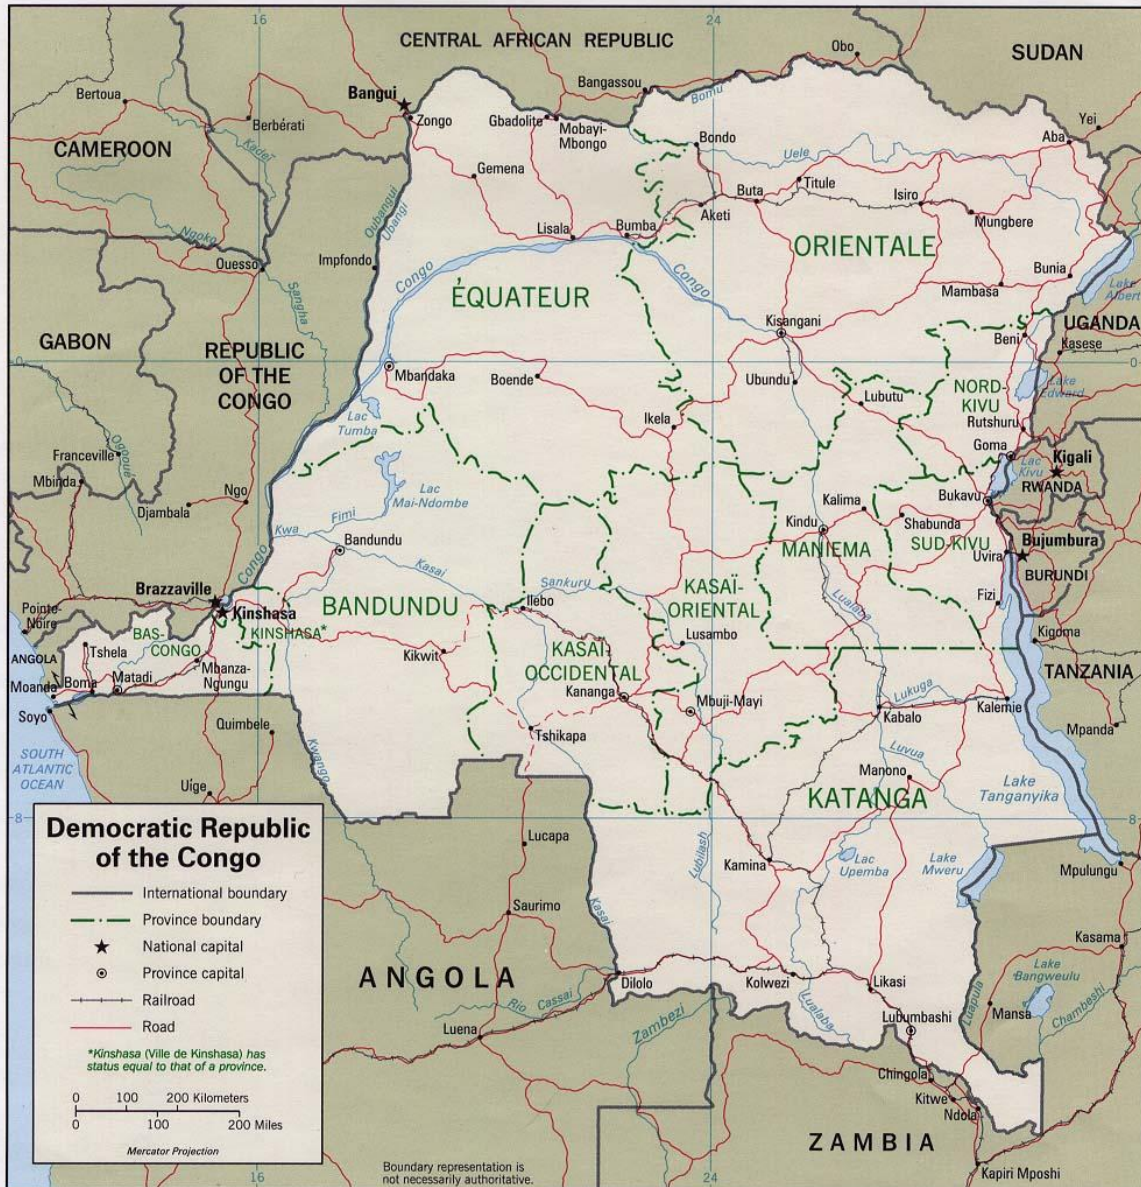 16
24
CENTRAL AFRICAN REPUBLIC
Obo
SUDAN
Bangassou
Bomu
Bertoua
Bangui
Berbérati
Zongo
Gbadolite
Mobayi-
Mbongo
Yei
Aba
Bondo
CAMEROON
Kadeï
Uele
Gemena
Titule
Buta
Isiro
Aketi
Mungbere
Oubangui
Ubangi
Ngoko
Lisala
Bumba
ORIENTALE
Ouesso
Impfondo
Congo
Congo
Bunia
Sangha
ÉQUATEUR
Mambasa
Lake
Albert
Kisangani
UGANDA
GABON
REPUBLIC
OF THE
CONGO
Beni
Kasese
0
0
Mbandaka
Boende
Ubundu
NORD-
KIVU
Lake
Edward
Lubutu
Lac
Tumba
Ikela
Rutshuru
Ogooué
Franceville
Goma
Kigali
Mbinda
Lac
Kivu
RWANDA
Ngo
Lac
Mai-Ndombe
Djambala
Fimi
Kalima
Bukavu
Kwa
Kindu
Shabunda
Bandundu
MANIEMA
SUD-KIVU
Uvira
Bujumbura
Congo
Kasai
BURUNDI
Sankuru
KASAÏ-
ORIENTAL
Brazzaville
Kinshasa
BANDUNDU
Ilebo
Lualaba
Fizi
Pointe-
Noire
KINSHASA*
BAS-
CONGO
Lusambo
Kigoma
ANGOLA
Tshela
Kikwit
KASAI
OCCIDENTAL
Mbanza-
Ngungu
TANZANIA
Moanda
Boma
Matadi
Kananga
Mbuji-Mayi
Lukuga
Kalemie
Soyo
Kabalo
Quimbele
Tshikapa
Mpanda
Kwango
Luvua
SOUTH
ATLANTIC
OCEAN
Manono
Uíge
KATANGA
Lake
Tanganyika
8
Democratic Republic
of the Congo
International boundary
Province boundary
National capital
Province capital
Railroad
Road
*Kinshasa (Ville de Kinshasa) has
status equal to that of a province.
0 100 200 Kilometers
0 100 200 Miles
Mercator Projection
Lucapa
Lubilash
Kamina
Lac
Upemba
Lake
Mweru
Mpulungu
Saurimo
Kasai
Kasama
ANGOLA
Dilolo
Kolwezi
Likasi
Lake
Bangweulu
Rio Cassai
Lualaba
Luapula
Mansa
Chambeshi
Luena
Zambezi
Lubumbashi
Chingola
Kitwe
Ndola
ZAMBIA
Boundary representation is
not necessarily authoritative.
Kapiri Mposhi
16
24
8